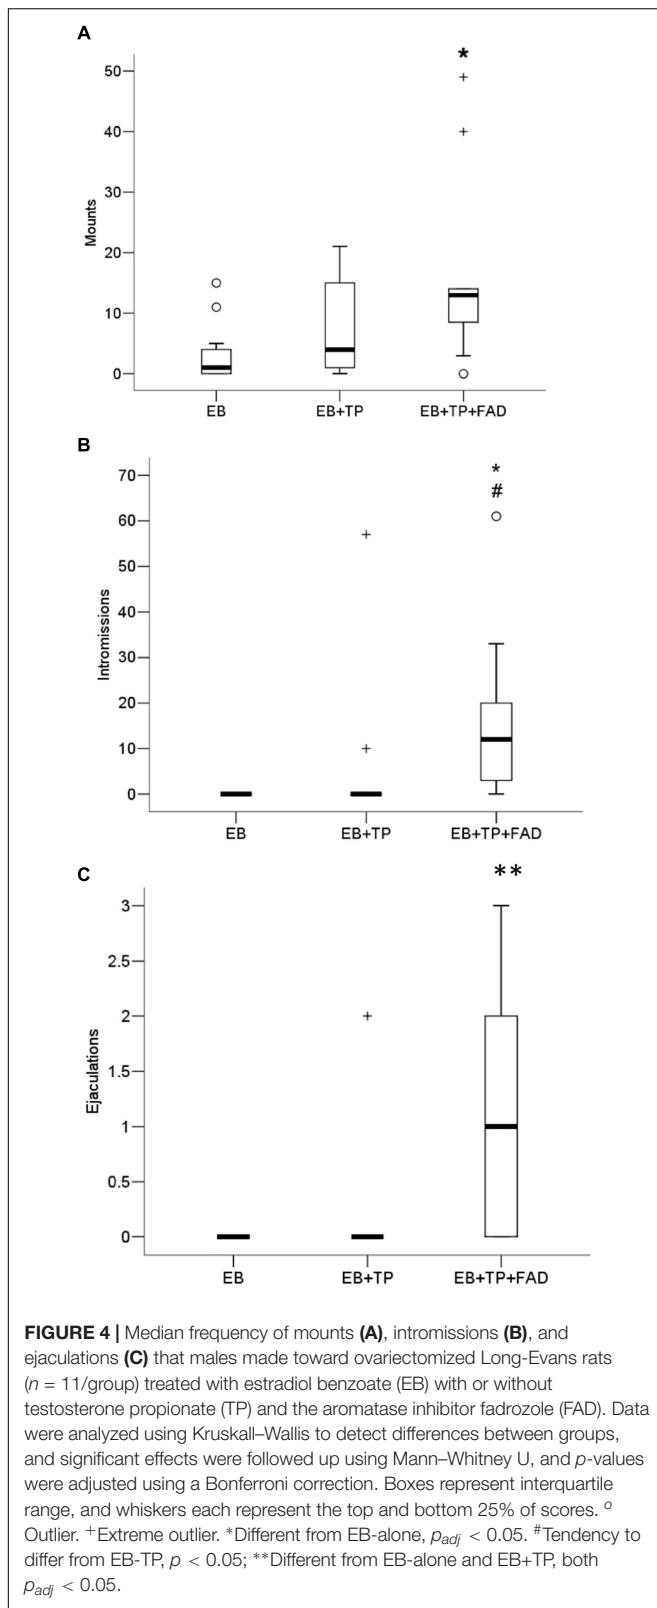 A
*
50
40
30
20
10
0
Mounts
EB
EB+TP
EB+TP+FAD
B
*
#
70
60
50
40
30
20
10
0
Intromissions
EB
EB+TP
EB+TP+FAD
C
**
3
2.5
2
1.5
1
0.5
0
Ejaculations
EB
EB+TP
EB+TP+FAD
FIGURE 4 | Median frequency of mounts (A), intromissions (B), and
ejaculations (C) that males made toward ovariectomized Long-Evans rats
(n = 11/group) treated with estradiol benzoate (EB) with or without
testosterone propionate (TP) and the aromatase inhibitor fadrozole (FAD). Data
were analyzed using Kruskall–Wallis to detect differences between groups,
and significant effects were followed up using Mann–Whitney U, and p-values
were adjusted using a Bonferroni correction. Boxes represent interquartile
range, and whiskers each represent the top and bottom 25% of scores. o
Outlier. +Extreme outlier. *Different from EB-alone, padj < 0.05. #Tendency to
differ from EB-TP, p < 0.05; **Different from EB-alone and EB+TP, both
padj < 0.05.